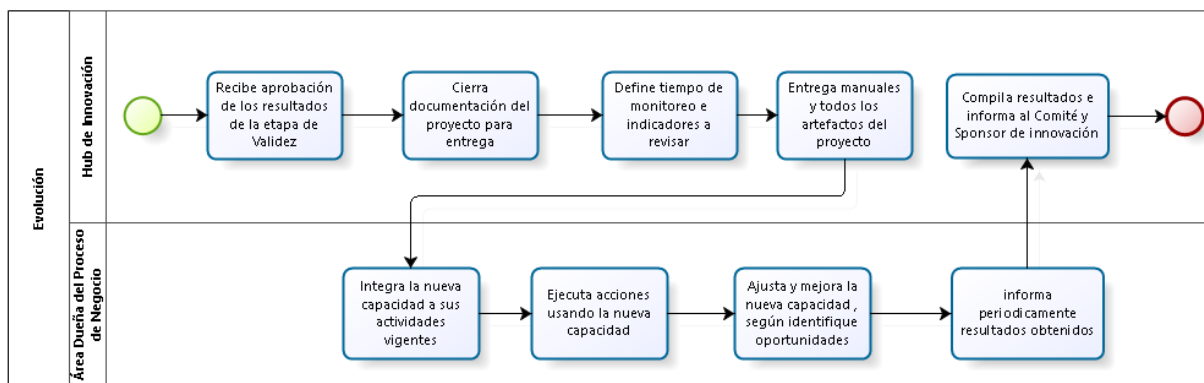 Evolución
Hub de Innovación
Recibe aprobación
de los resultados
de la etapa de
Validez
Cierra
documentación del
proyecto para
entrega
Define tiempo de
monitoreo e
indicadores a
revisar
Entrega manuales
y todos los
artefactos del
proyecto
Compila resultados e
informa al Comité y
Sponsor de innovación
Área Dueña del Proceso
de Negocio
Integra la nueva
capacidad a sus
actividades
vigentes
Ejecuta acciones
usando la nueva
capacidad
Ajusta y mejora la
nueva capacidad ,
según identifique
oportunidades
informa
periodicamente
resultados obtenidos